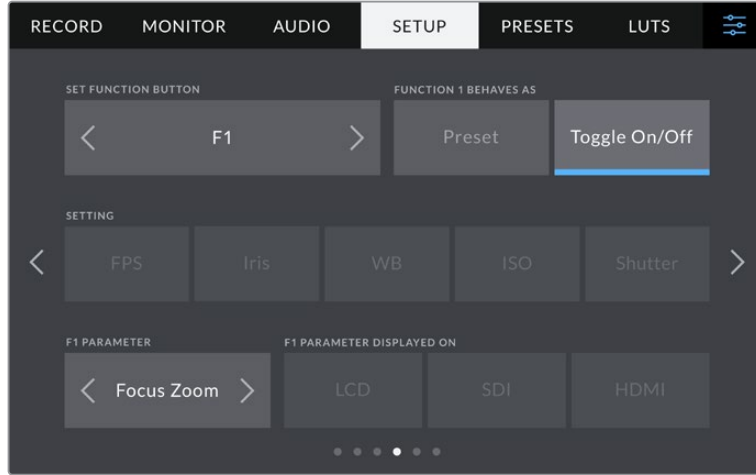 RECORD MONITOR AUDIO SETUP PRESETS LUTS
SET FUNCTION BUTTON FUNCTION 1 BEHAVES AS
F1 Preset Toggle On/Off
SETTING
FPS Iris WB ISO Shutter
F1 PARAMETER F1 PARAMETER DISPLAYED ON
Focus Zoom LCD SDI HDMI